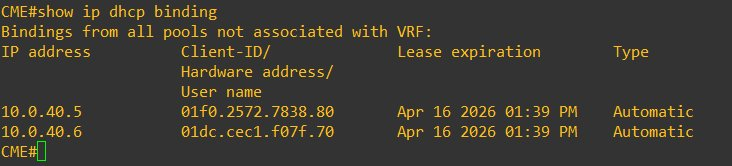 CME#show ip dhcp binding
Bindings from all pools not associated with VRF:
IP address          Client-ID/              Lease expiration        Type
                    Hardware address/
                    User name
10.0.40.5           01f0.2572.7838.80       Apr 16 2026 01:39 PM    Automatic
10.0.40.6           01dc.cec1.f07f.70       Apr 16 2026 01:39 PM    Automatic
CME#